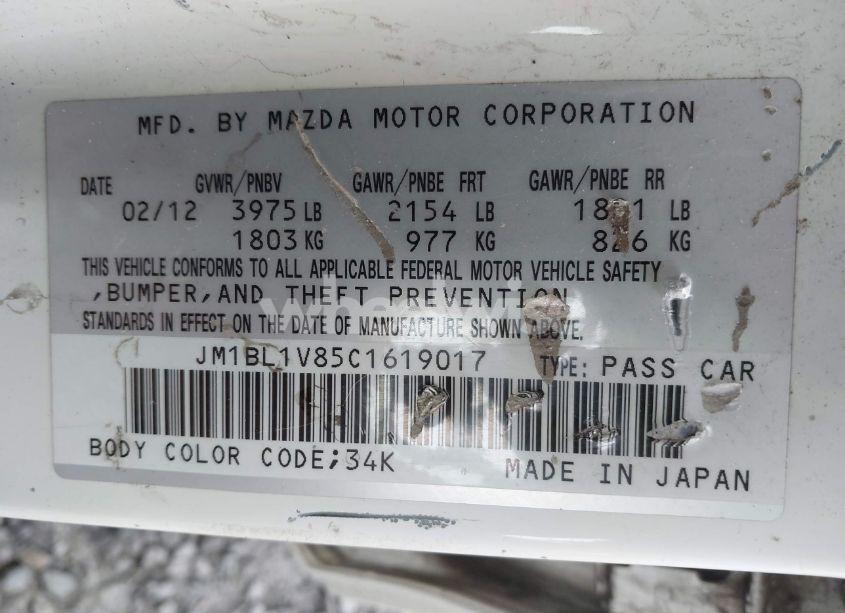 MFD. BY MAZDA MOTOR CORPORATION
DATE GVWR/PNBV GAWR/PNBE FRT GAWR/PNBE RR
02/12 3975 LB 2154 LB LB
1803 KG 977 KG KG
THIS VEHICLE CONFORMS TO ALL APPLICABLE FEDERAL MOTOR VEHICLE SAFETY
,BUMPER,AND THEFT PREVENTION
STANDARDS IN EFFECT ON THE DATE OF MANUFACTURE SHOWN ABOVE.
JM1BL1V85C1619017 TYPE: PASS CAR
BODY COLOR CODE;34K
MADE IN JAPAN